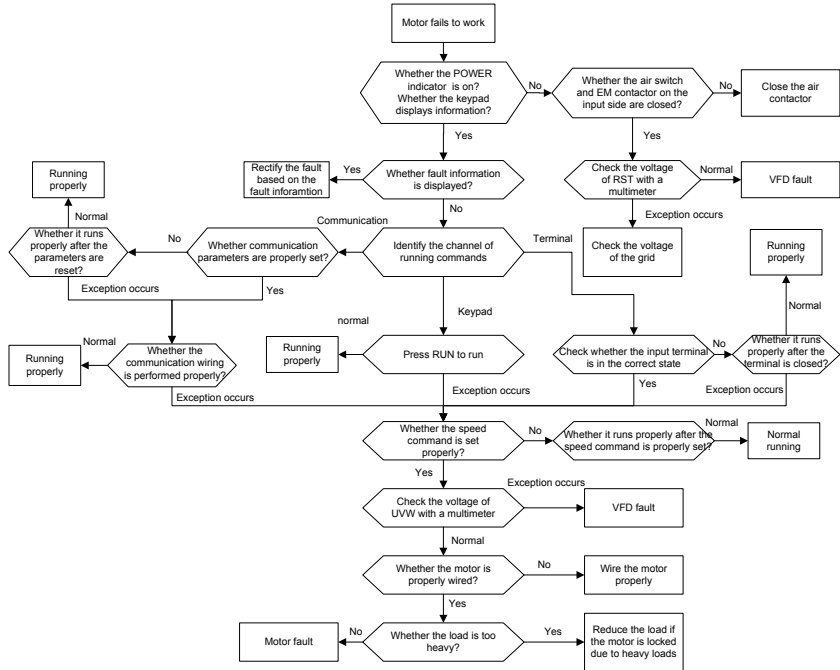 Motor fails to work
Whether the POWER
indicator is on?
Whether the keypad
displays information?
No
Whether the air switch
and EM contactor on the
input side are closed?
No
Close the air
contactor
Yes
Yes
Rectify the fault
based on the
fault inforamtion
Yes
Whether fault information
is displayed?
Check the voltage
of RST with a
multimeter
Normal
VFD fault
Running
properly
Normal
No
Exception occurs
Communication
Whether it runs
properly after the
parameters are
reset?
No
Whether communication
parameters are properly set?
Identify the channel of
running commands
Terminal
Check the voltage
of the grid
Running
properly
Exception occurs
Yes
Keypad
Normal
Running
properly
Normal
Whether the
communication wiring
is performed properly?
normal
Running
properly
Press RUN to run
Check whether the input terminal
is in the correct state
No
Whether it runs
properly after the
terminal is closed?
Exception occurs
Exception occurs
Yes
Exception occurs
Whether the speed
command is set
properly?
No
Whether it runs properly after the
speed command is properly set?
Normal
Normal
running
Yes
Check the voltage of
UVW with a multimeter
Exception occurs
VFD fault
Normal
Whether the motor is
properly wired?
No
Wire the motor
properly
Yes
Motor fault
No
Whether the load is too
heavy?
Yes
Reduce the load if
the motor is locked
due to heavy loads